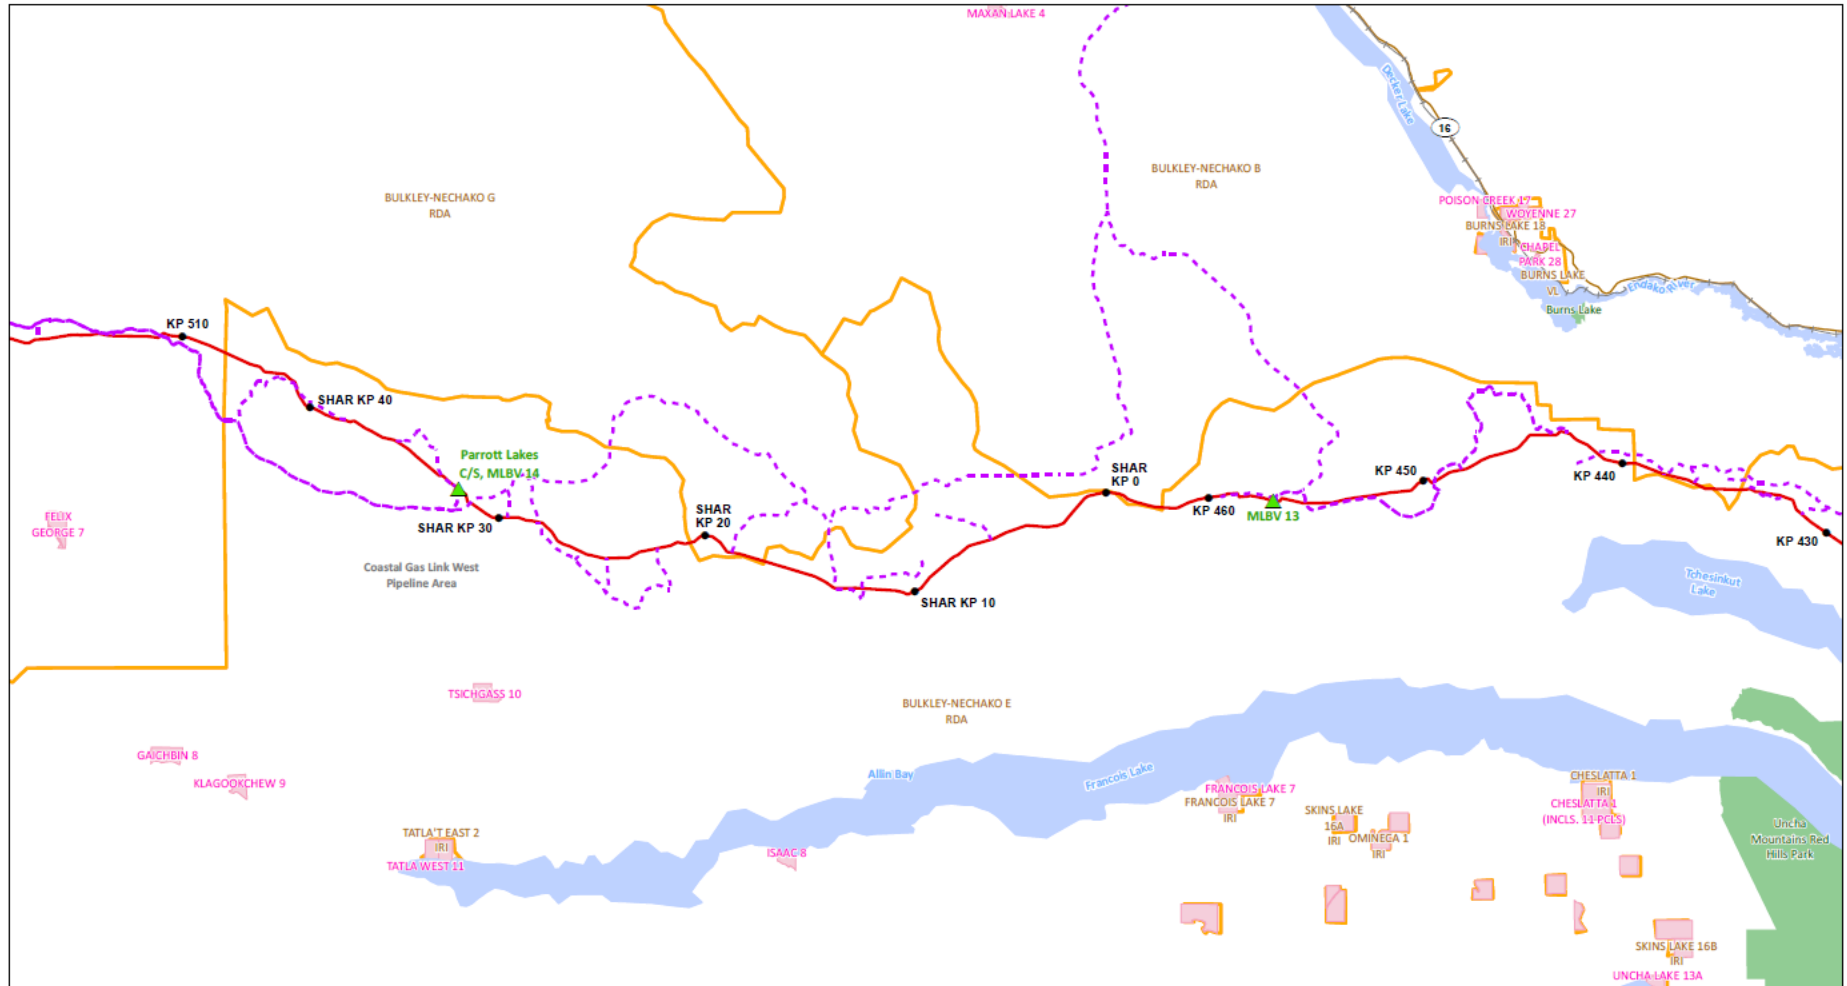 MAXAN LAKE 4
Decker Lake
16
BULKLEY-NECHAKO B
RDA
BULKLEY-NECHAKO G
RDA
POISON CREEK 17
WOYENNE 27
BURNS LAKE 18
IRI
CHAPEL
PARK 28
BURNS LAKE
VL
Endako River
Burns Lake
KP 510
SHAR KP 40
Parrott Lakes
C/S, MLBV 14
SHAR
KP 0
KP 450
KP 440
KP 460
MLBV 13
SHAR KP 30
SHAR
KP 20
KP 430
FELIX
GEORGE 7
Coastal Gas Link West
Pipeline Area
SHAR KP 10
Tchesinkut
Lake
TSICHGASS 10
BULKLEY-NECHAKO E
RDA
GAICHBIN 8
KLAGOOKCHEW 9
Allin Bay
Francois Lake
FRANCOIS LAKE 7
FRANCOIS LAKE 7
IRI
SKINS LAKE
16A
IRI
OMINECA 1
IRI
CHESLATTA 1
IRI
CHESLATTA 1
(INCLS. 11 PCLS)
Uncha
Mountains Red
Hills Park
TATLA'T EAST 2
IRI
TATLA WEST 11
ISAAC 8
SKINS LAKE 16B
IRI
UNCHA LAKE 13A